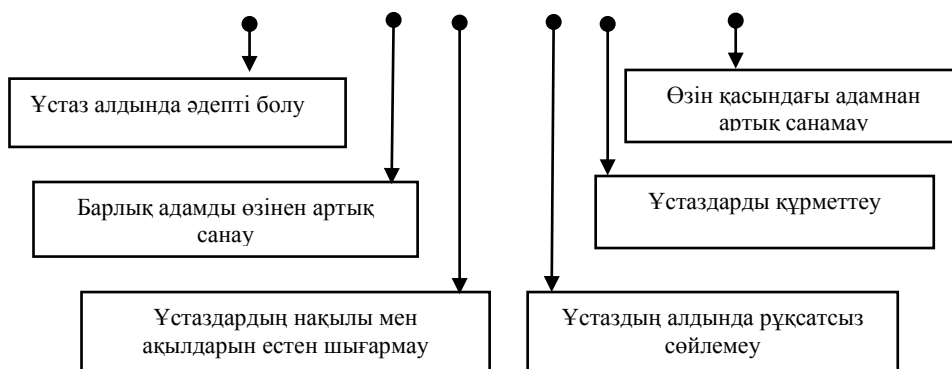 Ұстаз алдында әдепті болу
Өзін қасындағы адамнан
артық санамау
Барлық адамды өзінен артық
санау
Ұстаздарды құрметтеу
Ұстаздардың нақылы мен
ақылдарын естен шығармау
Ұстаздың алдында рұқсатсыз
сөйлемеу